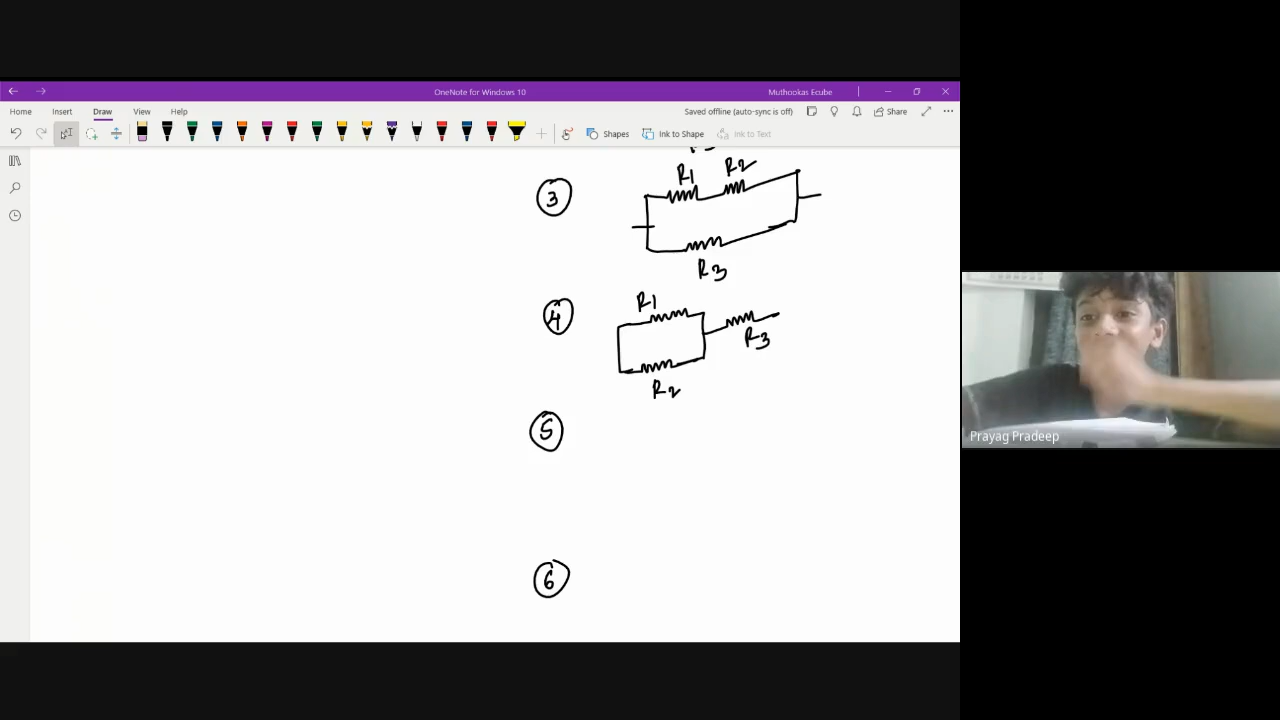 OneNote for Windows 10
Muthookas Ecube
Home Insert Draw View Help
Saved offline (auto-sync is off)
Share
Shapes
Ink to Shape
Ink to Text
3
R1 R2
R3
4
R1
R3
R2
5
6
Prayag Pradeep